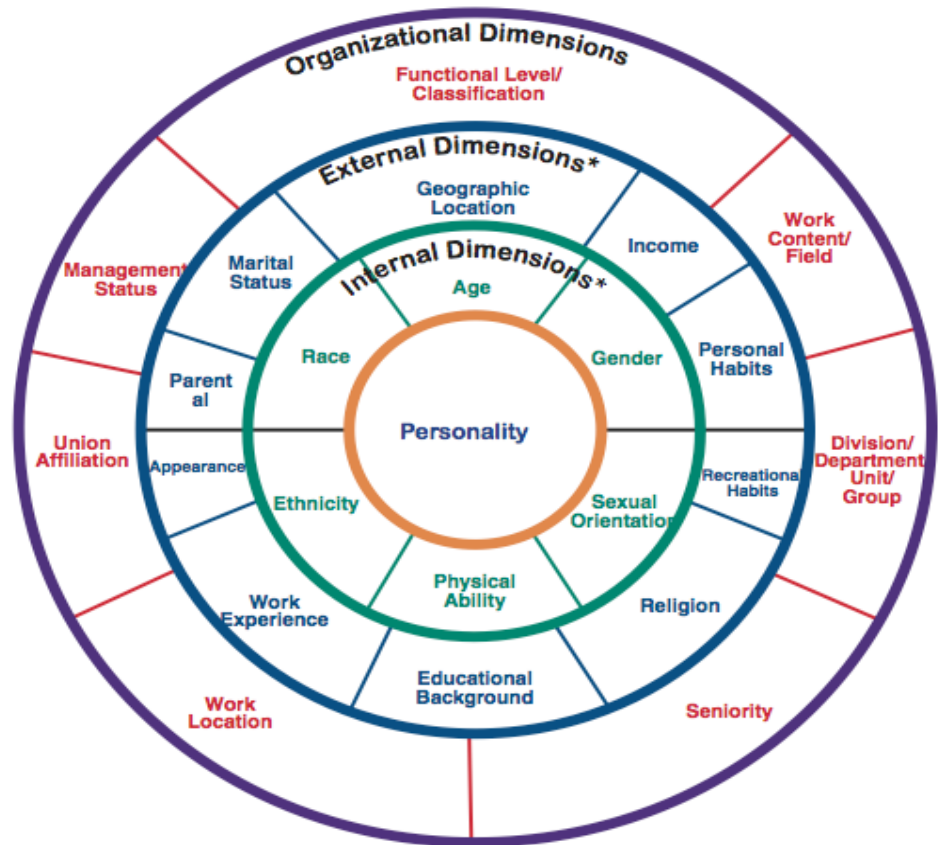 Organizational Dimensions
Functional Level/
Classification
External Dimensions*
Geographic
Location
Income
Work
Content/
Field
Marital
Status
Management
Status
Internal Dimensions*
Age
Race
Gender
Personal
Habits
Parent
al
Personality
Union
Affiliation
Appearance
Ethnicity
Sexual
Orientation
Recreational
Habits
Division/
Department
Unit/
Group
Physical
Ability
Work
Experience
Religion
Educational
Background
Work
Location
Seniority